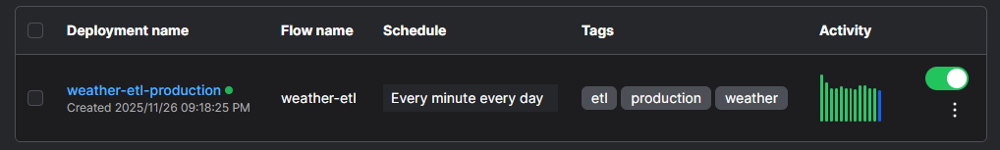 Deployment name Flow name Schedule Tags Activity
weather-etl-production weather-etl Every minute every day etl production weather
Created 2025/11/26 09:18:25 PM